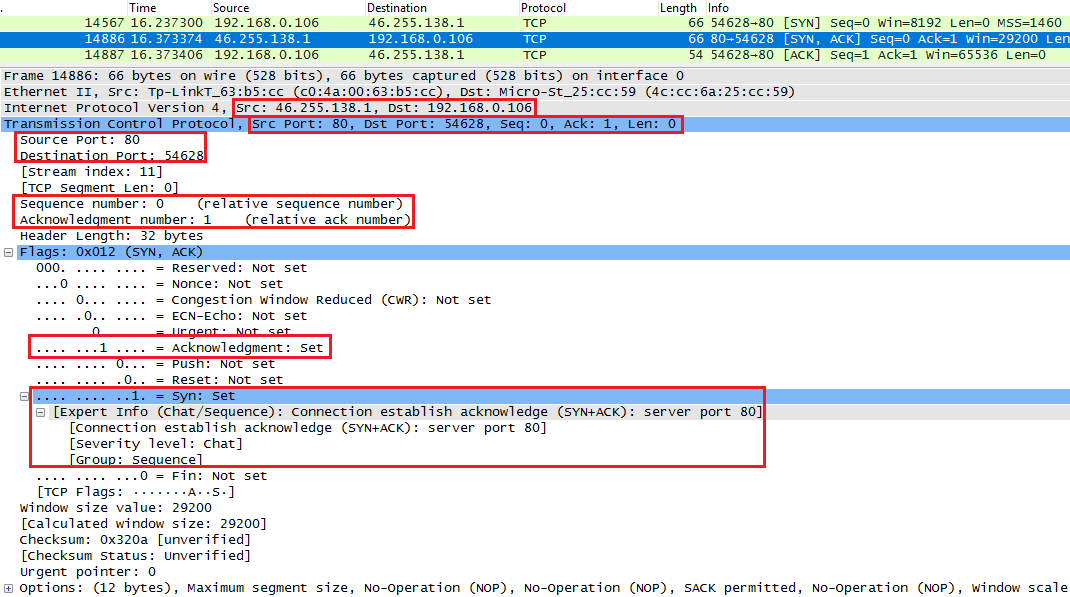 . Time Source Destination Protocol Length Info
14567 16.237300 192.168.0.106 46.255.138.1 TCP 66 54628→80 [SYN] Seq=0 Win=8192 Len=0 MSS=1460
14886 16.373374 46.255.138.1 192.168.0.106 TCP 66 80→54628 [SYN, ACK] Seq=0 Ack=1 Win=29200 Len
14887 16.373406 192.168.0.106 46.255.138.1 TCP 54 54628→80 [ACK] Seq=1 Ack=1 Win=65536 Len=0
Frame 14886: 66 bytes on wire (528 bits), 66 bytes captured (528 bits) on interface 0
Ethernet II, Src: Tp-LinkT_63:b5:cc (c0:4a:00:63:b5:cc), Dst: Micro-St_25:cc:59 (4c:cc:6a:25:cc:59)
Internet Protocol Version 4, Src: 46.255.138.1, Dst: 192.168.0.106
Transmission Control Protocol, Src Port: 80, Dst Port: 54628, Seq: 0, Ack: 1, Len: 0
Source Port: 80
Destination Port: 54628
[Stream index: 11]
[TCP Segment Len: 0]
Sequence number: 0 (relative sequence number)
Acknowledgment number: 1 (relative ack number)
Header Length: 32 bytes
Flags: 0x012 (SYN, ACK)
000. .... .... = Reserved: Not set
...0 .... .... = Nonce: Not set
.... 0... .... = Congestion Window Reduced (CWR): Not set
.... .0.. .... = ECN-Echo: Not set
.... ..0. .... = Urgent: Not set
.... ...1 .... = Acknowledgment: Set
.... .... 0... = Push: Not set
.... .... .0.. = Reset: Not set
.... .... ..1. = Syn: Set
[Expert Info (Chat/Sequence): Connection establish acknowledge (SYN+ACK): server port 80]
[Connection establish acknowledge (SYN+ACK): server port 80]
[Severity level: Chat]
[Group: Sequence]
.... .... ...0 = Fin: Not set
[TCP Flags: ·······A··S·]
Window size value: 29200
[Calculated window size: 29200]
Checksum: 0x320a [unverified]
[Checksum Status: Unverified]
Urgent pointer: 0
Options: (12 bytes), Maximum segment size, No-Operation (NOP), No-Operation (NOP), SACK permitted, No-Operation (NOP), Window scale